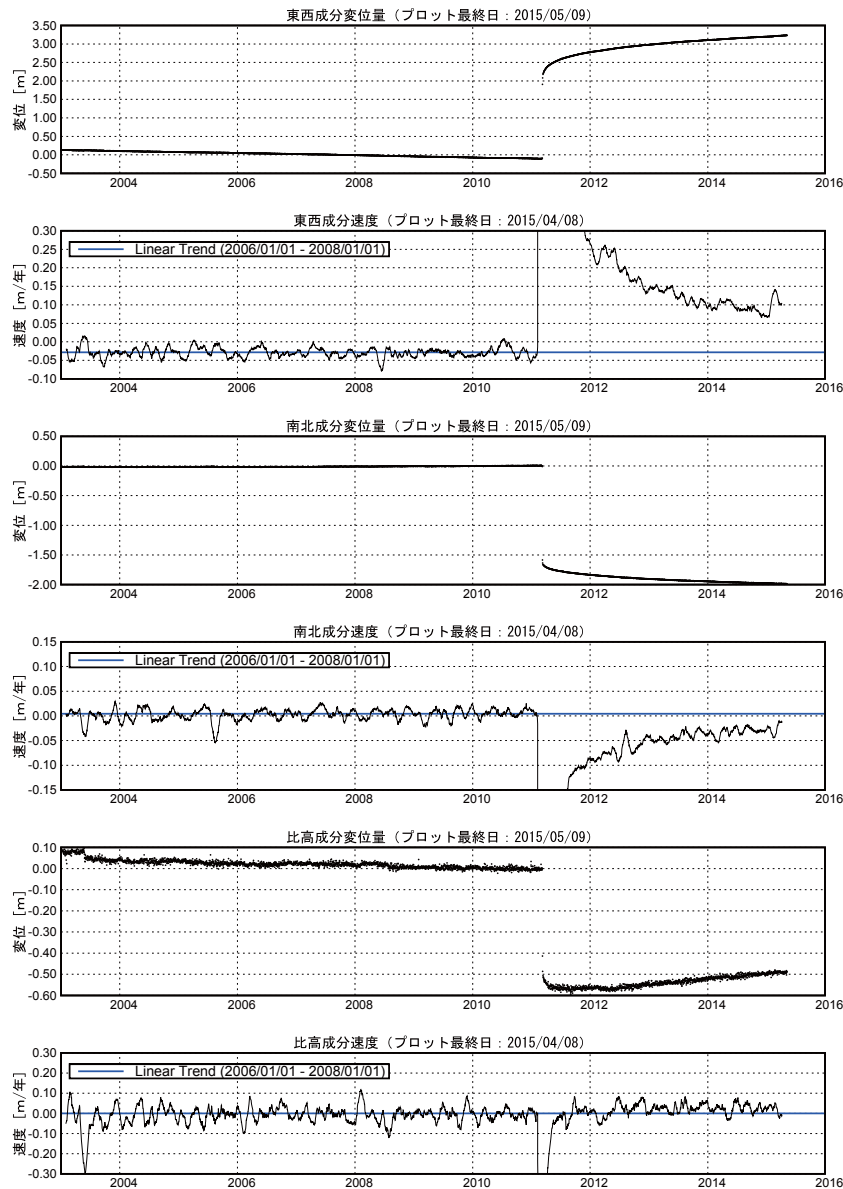 東西成分変位量（プロット最終日：2015/05/09）
変位 [m]
3.50
3.00
2.50
2.00
1.50
1.00
0.50
0.00
-0.50
2004 2006 2008 2010 2012 2014 2016
東西成分速度（プロット最終日：2015/04/08）
速度 [m/年]
0.30
0.25
0.20
0.15
0.10
0.05
0.00
-0.05
-0.10
Linear Trend (2006/01/01 - 2008/01/01)
2004 2006 2008 2010 2012 2014 2016
南北成分変位量（プロット最終日：2015/05/09）
変位 [m]
0.50
0.00
-0.50
-1.00
-1.50
-2.00
2004 2006 2008 2010 2012 2014 2016
南北成分速度（プロット最終日：2015/04/08）
速度 [m/年]
0.15
0.10
0.05
0.00
-0.05
-0.10
-0.15
Linear Trend (2006/01/01 - 2008/01/01)
2004 2006 2008 2010 2012 2014 2016
比高成分変位量（プロット最終日：2015/05/09）
変位 [m]
0.10
0.00
-0.10
-0.20
-0.30
-0.40
-0.50
-0.60
2004 2006 2008 2010 2012 2014 2016
比高成分速度（プロット最終日：2015/04/08）
速度 [m/年]
0.30
0.20
0.10
0.00
-0.10
-0.20
-0.30
Linear Trend (2006/01/01 - 2008/01/01)
2004 2006 2008 2010 2012 2014 2016